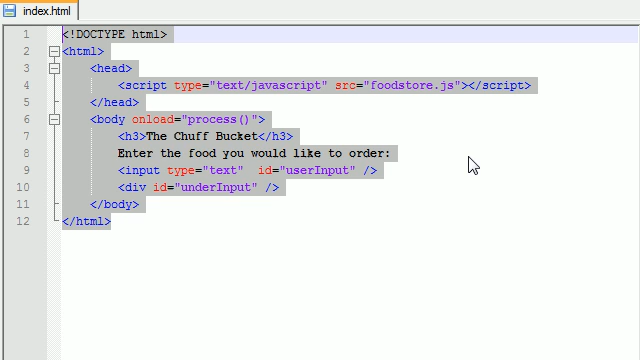 index.html
1 <!DOCTYPE html>
2 <html>
3 <head>
4 <script type="text/javascript" src="foodstore.js"></script>
5 </head>
6 <body onload="process()">
7 <h3>The Chuff Bucket</h3>
8 Enter the food you would like to order:
9 <input type="text"  id="userInput" />
10 <div id="underInput" />
11 </body>
12 </html>